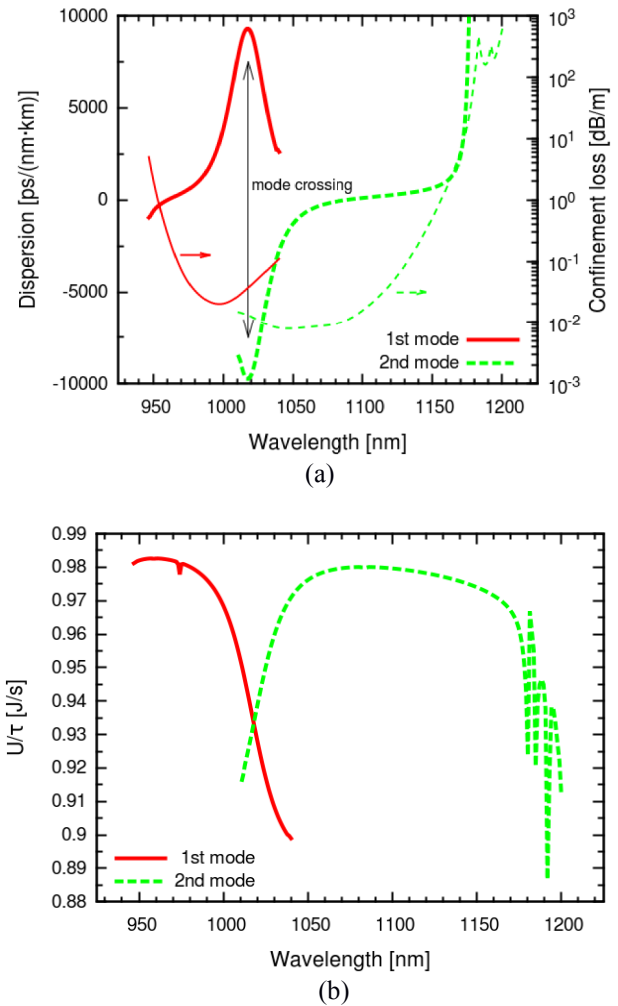 10000
5000
0
-5000
-10000
10³
10²
10¹
10⁰
10⁻¹
10⁻²
10⁻³
Dispersion [ps/(nm·km)]
Confinement loss [dB/m]
mode crossing
1st mode
2nd mode
950 1000 1050 1100 1150 1200
Wavelength [nm]
(a)
0.99
0.98
0.97
0.96
0.95
0.94
0.93
0.92
0.91
0.9
0.89
0.88
U/τ [J/s]
1st mode
2nd mode
950 1000 1050 1100 1150 1200
Wavelength [nm]
(b)